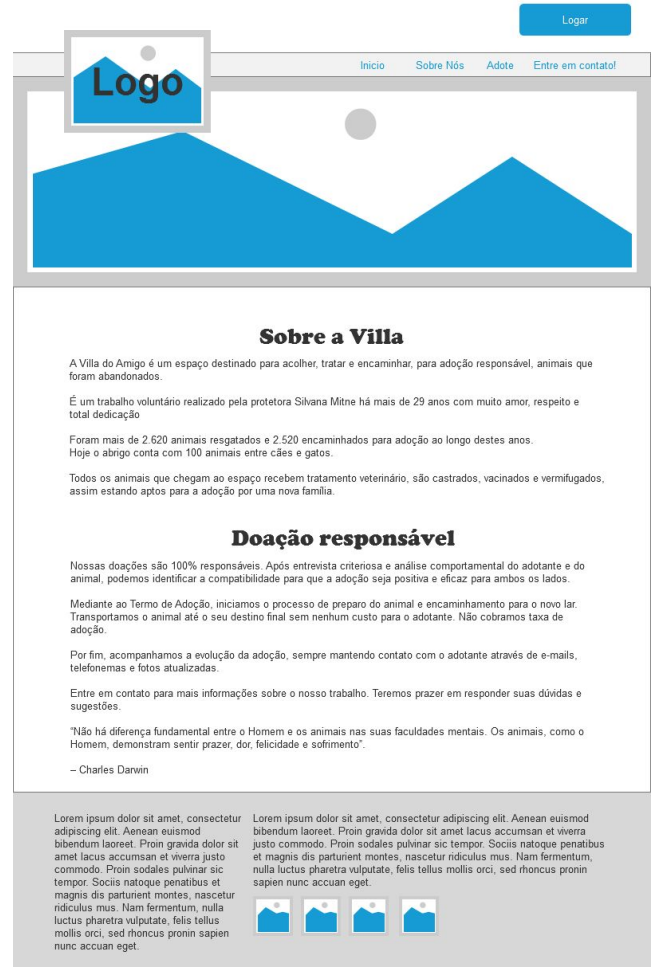 Logar
Logo
Inicio Sobre Nós Adote Entre em contato!
Sobre a Villa
A Villa do Amigo é um espaço destinado para acolher, tratar e encaminhar, para adoção responsável, animais que
foram abandonados.
É um trabalho voluntário realizado pela protetora Silvana Mitne há mais de 29 anos com muito amor, respeito e
total dedicação
Foram mais de 2.620 animais resgatados e 2.520 encaminhados para adoção ao longo destes anos.
Hoje o abrigo conta com 100 animais entre cães e gatos.
Todos os animais que chegam ao espaço recebem tratamento veterinário, são castrados, vacinados e vermifugados,
assim estando aptos para a adoção por uma nova família.
Doação responsável
Nossas doações são 100% responsáveis. Após entrevista criteriosa e análise comportamental do adotante e do
animal, podemos identificar a compatibilidade para que a adoção seja positiva e eficaz para ambos os lados.
Mediante ao Termo de Adoção, iniciamos o processo de preparo do animal e encaminhamento para o novo lar.
Transportamos o animal até o seu destino final sem nenhum custo para o adotante. Não cobramos taxa de
adoção.
Por fim, acompanhamos a evolução da adoção, sempre mantendo contato com o adotante através de e-mails,
telefonemas e fotos atualizadas.
Entre em contato para mais informações sobre o nosso trabalho. Teremos prazer em responder suas dúvidas e
sugestões.
“Não há diferença fundamental entre o Homem e os animais nas suas faculdades mentais. Os animais, como o
Homem, demonstram sentir prazer, dor, felicidade e sofrimento”.
– Charles Darwin
Lorem ipsum dolor sit amet, consectetur
adipiscing elit. Aenean euismod
bibendum laoreet. Proin gravida dolor sit
amet lacus accumsan et viverra justo
commodo. Proin sodales pulvinar sic
tempor. Sociis natoque penatibus et
magnis dis parturient montes, nascetur
ridiculus mus. Nam fermentum, nulla
luctus pharetra vulputate, felis tellus
mollis orci, sed rhoncus pronin sapien
nunc accuan eget.
Lorem ipsum dolor sit amet, consectetur adipiscing elit. Aenean euismod
bibendum laoreet. Proin gravida dolor sit amet lacus accumsan et viverra
justo commodo. Proin sodales pulvinar sic tempor. Sociis natoque penatibus
et magnis dis parturient montes, nascetur ridiculus mus. Nam fermentum,
nulla luctus pharetra vulputate, felis tellus mollis orci, sed rhoncus pronin
sapien nunc accuan eget.